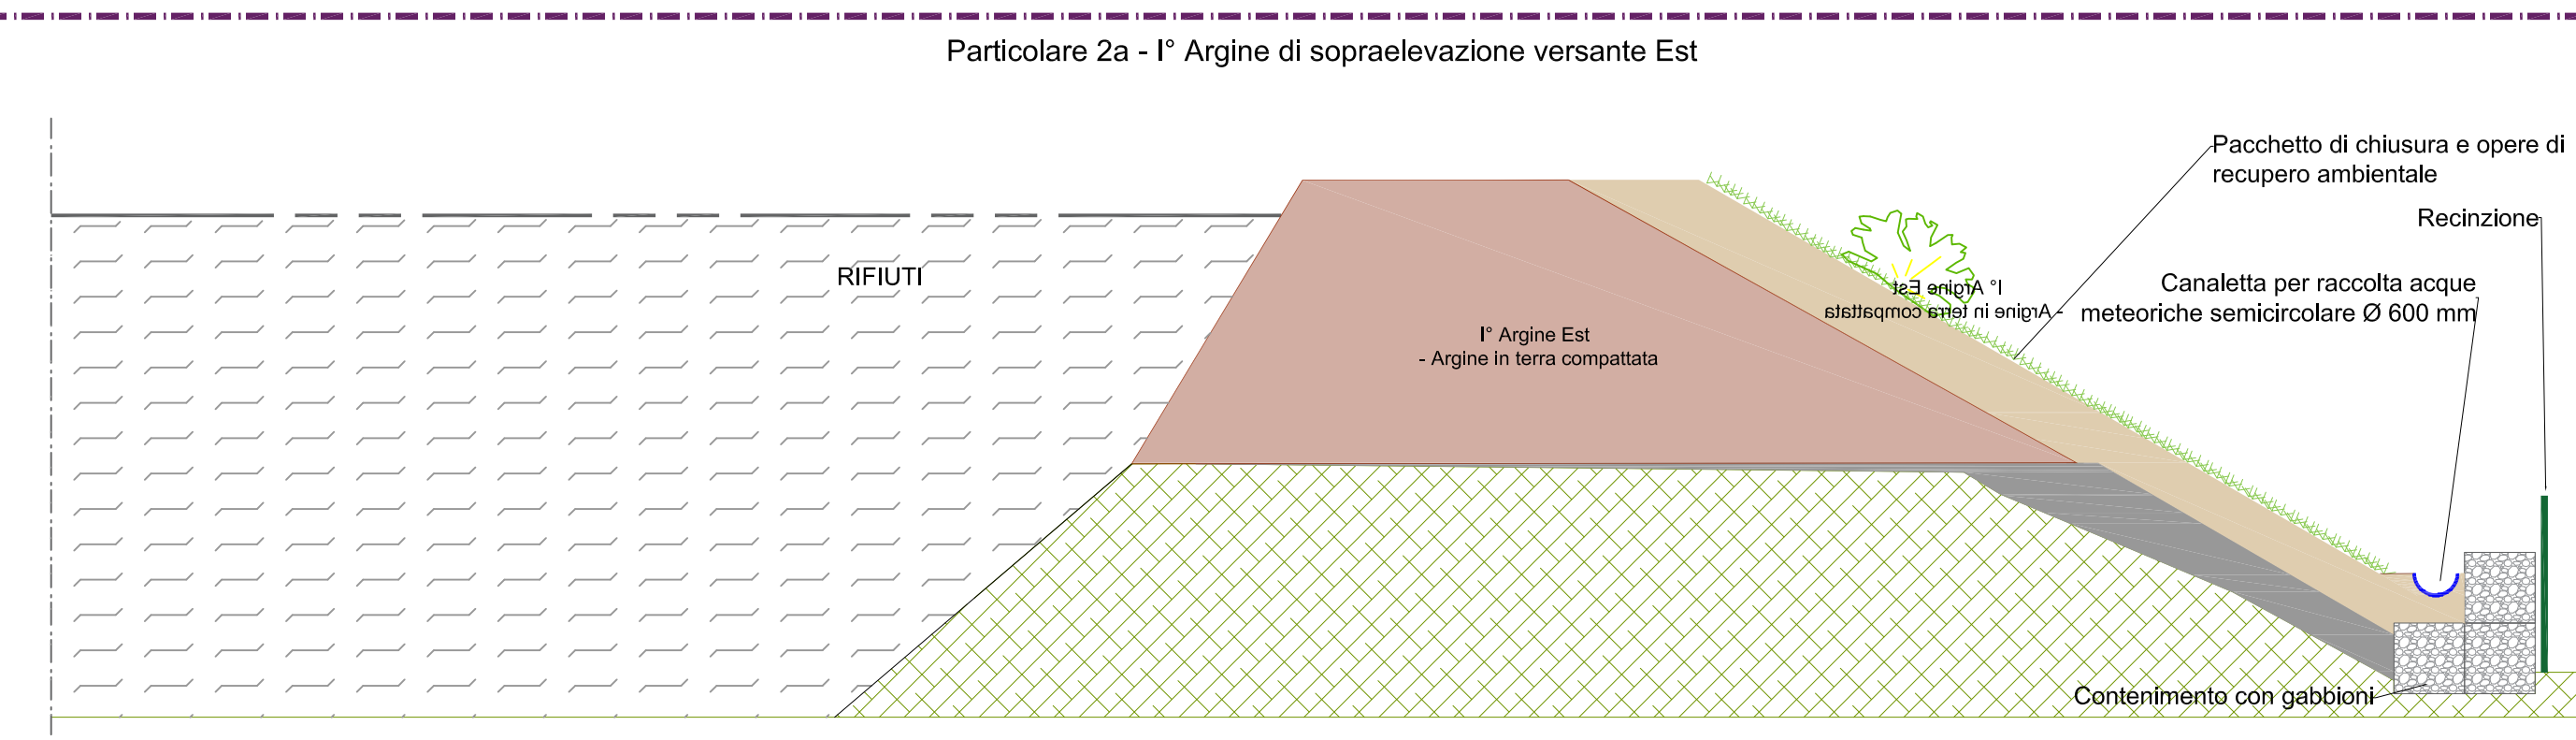 Particolare 2a - I° Argine di sopraelevazione versante Est
Pacchetto di chiusura e opere di
recupero ambientale
Recinzione
RIFIUTI
Canaletta per raccolta acque
meteoriche semicircolare Ø 600 mm
I° Argine Est
- Argine in terra compattata
I° Argine Est
- Argine in terra compattata
Contenimento con gabbioni